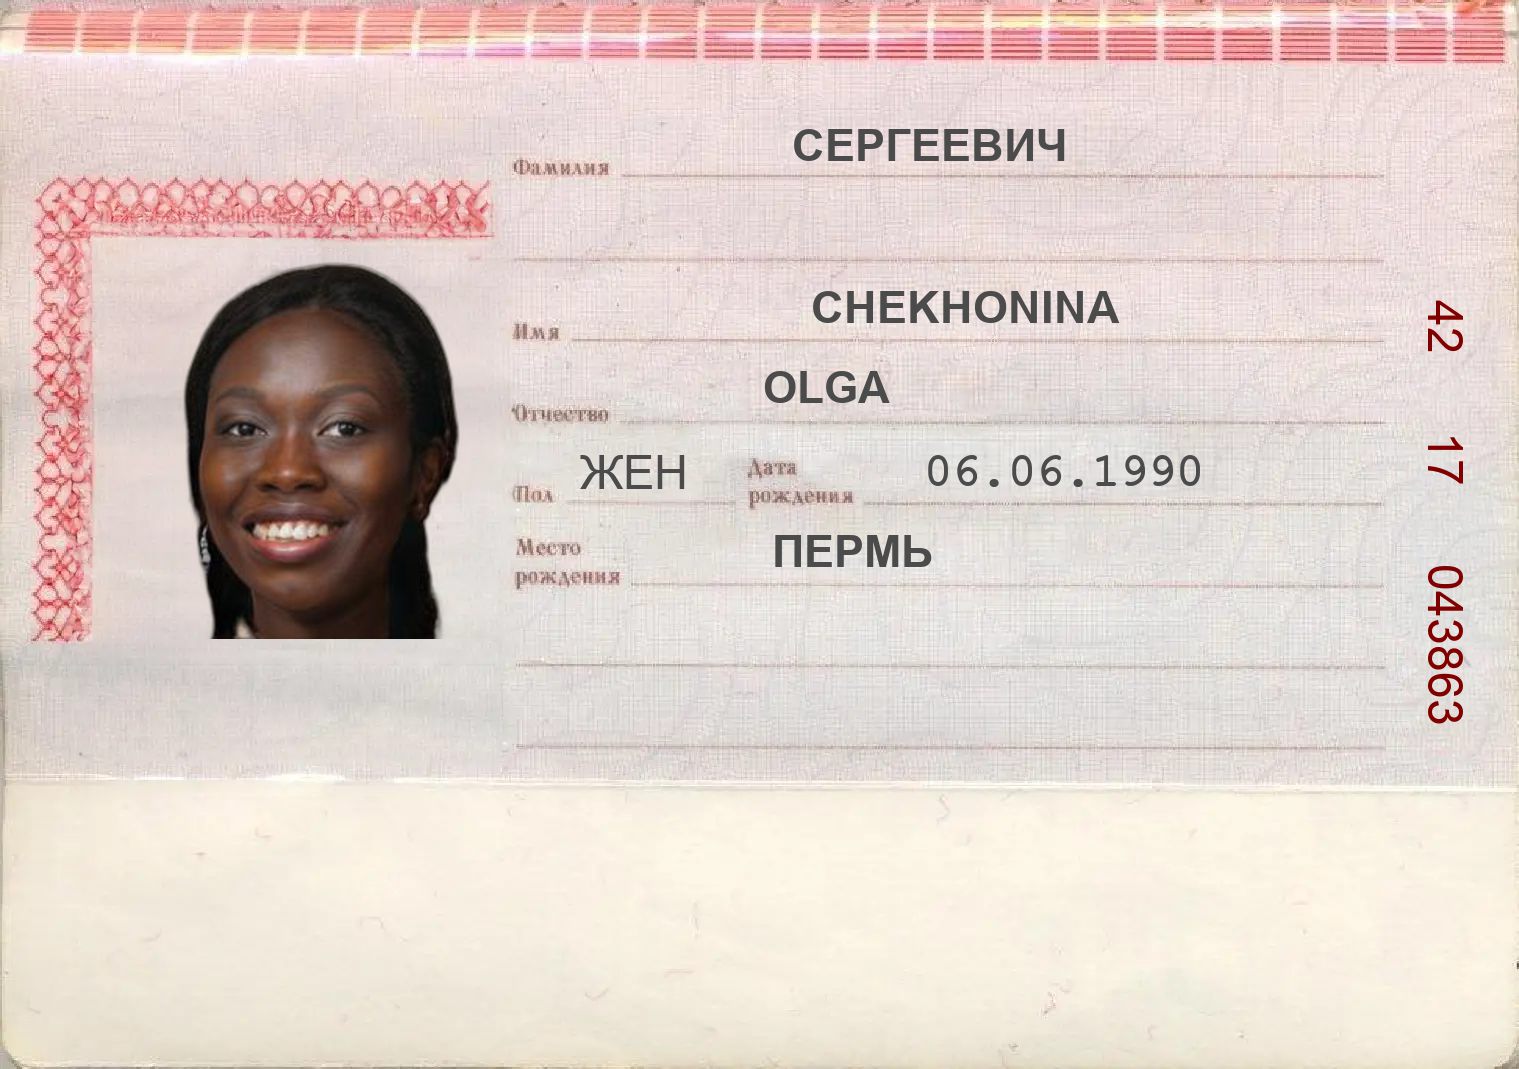 Фамилия СЕРГЕЕВИЧ
Имя CHEKHONINA
Отчество OLGA
Пол ЖЕН Дата рождения 06.06.1990
Место рождения ПЕРМЬ
42 17 043863